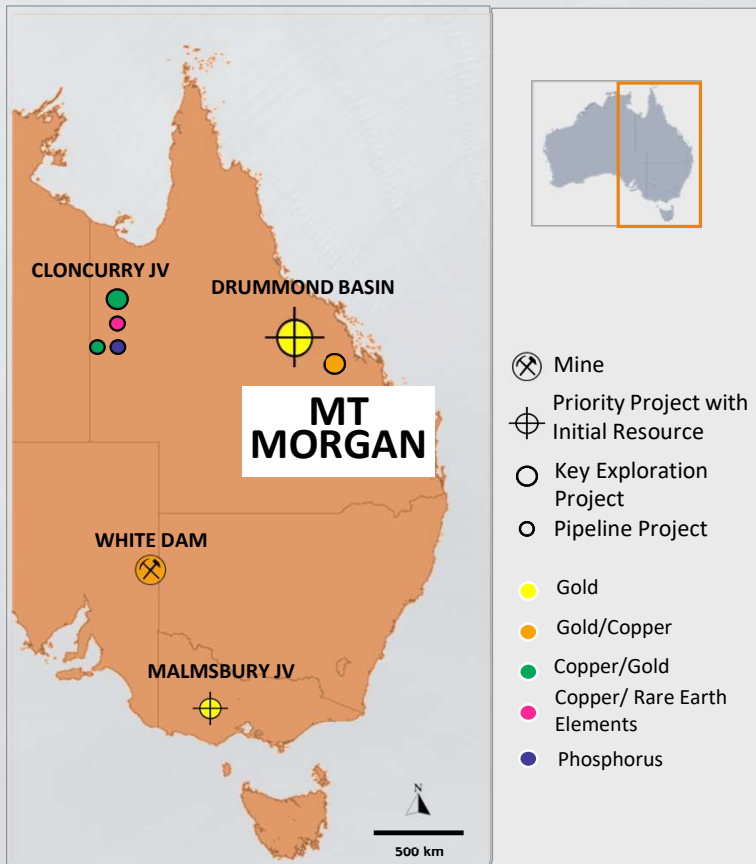 CLONCURRY JV
DRUMMOND BASIN
MT
MORGAN
WHITE DAM
MALMSBURY JV
N
500 km
Mine
Priority Project with
Initial Resource
Key Exploration
Project
Pipeline Project
Gold
Gold/Copper
Copper/Gold
Copper/ Rare Earth
Elements
Phosphorus